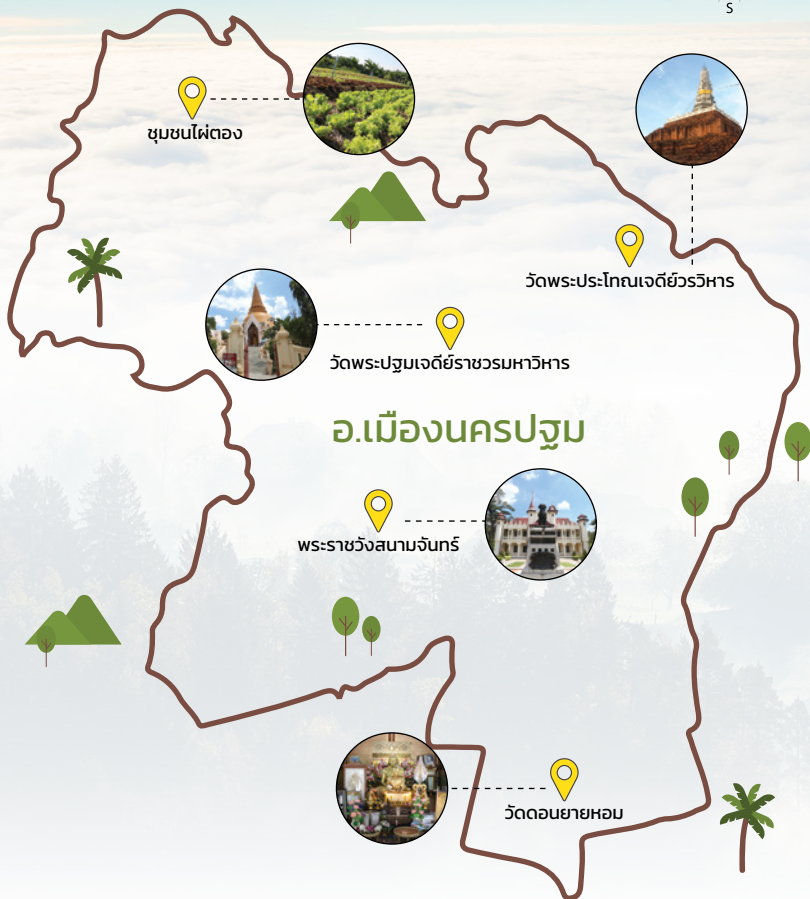 S
ชุมชนไผ่ตอง
วัดพระประโทณเจดีย์วรวิหาร
วัดพระปฐมเจดีย์ราชวรมหาวิหาร
อ.เมืองนครปฐม
พระราชวังสนามจันทร์
วัดดอนยายหอม